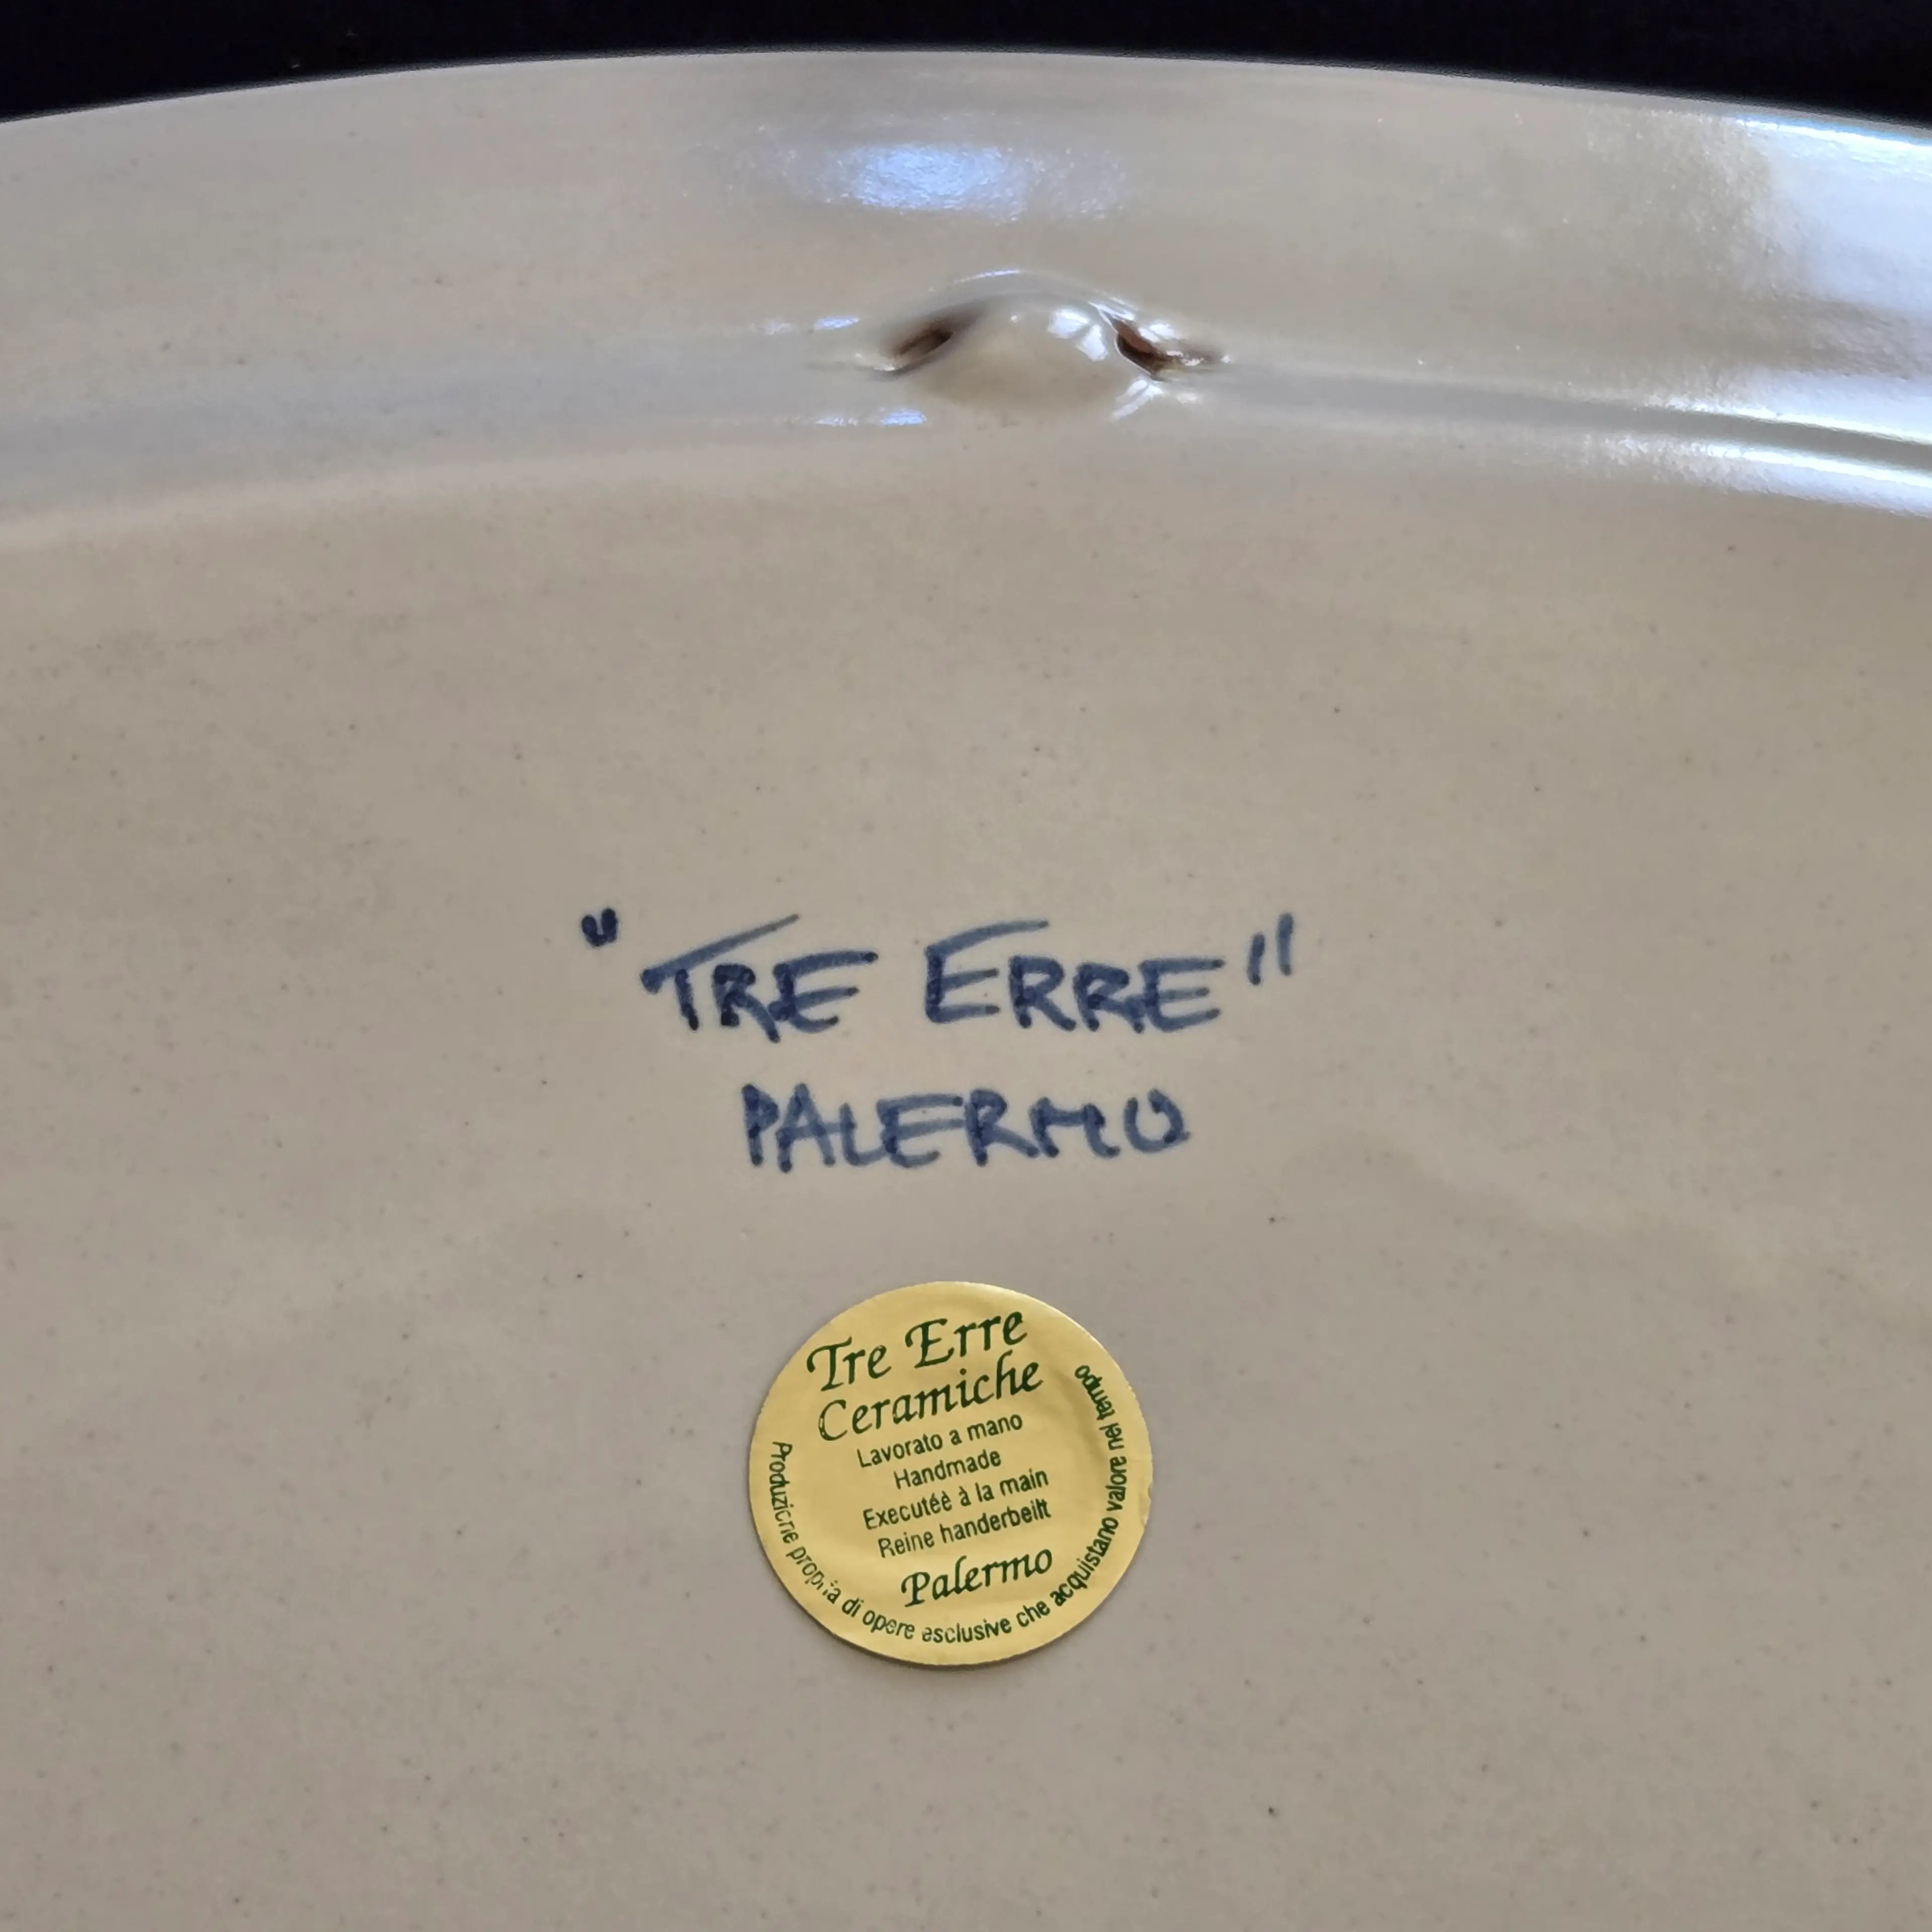 "TRE ERRE"
PALERMO
Tre Erre
Ceramiche
Lavorato a mano
Handmade
Executéè à la main
Reine handerbeilt
Palermo
Produzione propria di opere esclusive che acquistano valore nel tempo